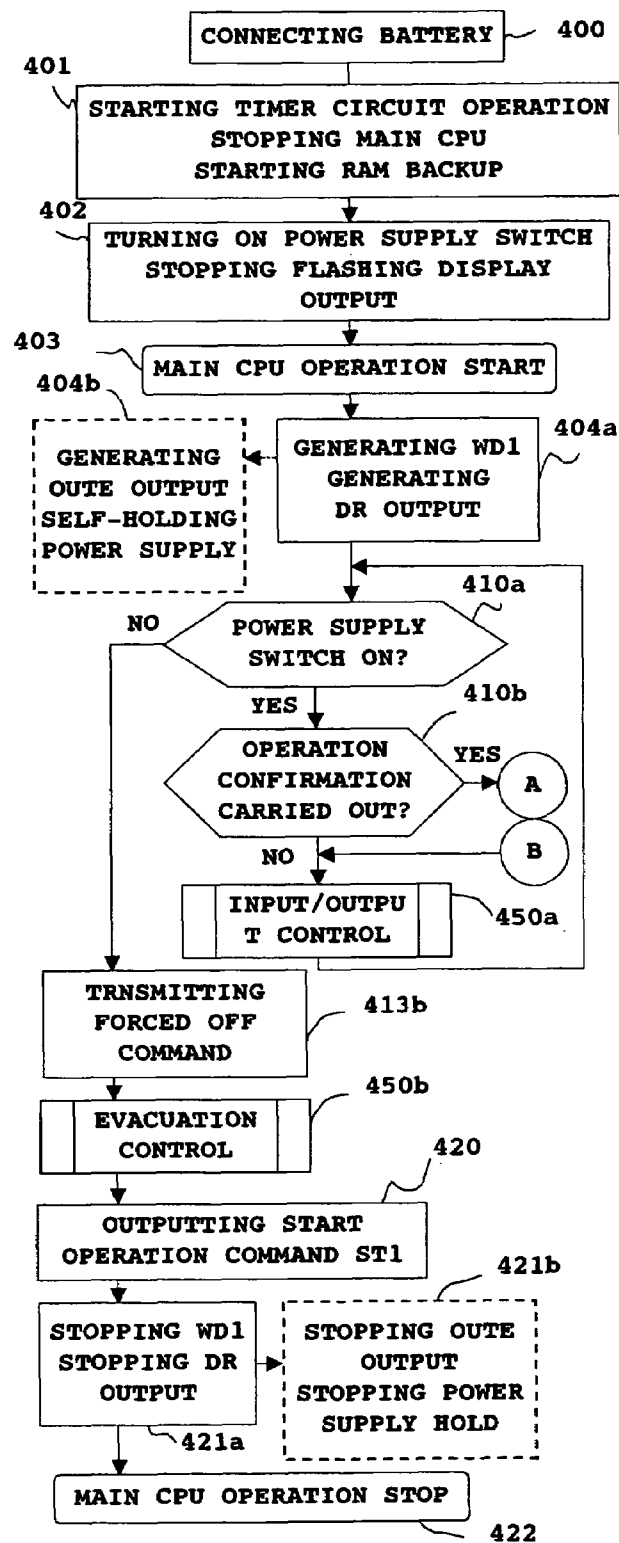 CONNECTING BATTERY
400
401
STARTING TIMER CIRCUIT OPERATION
STOPPING MAIN CPU
STARTING RAM BACKUP
402
TURNING ON POWER SUPPLY SWITCH
STOPPING FLASHING DISPLAY
OUTPUT
403
MAIN CPU OPERATION START
404b
GENERATING
OUTE OUTPUT
SELF-HOLDING
POWER SUPPLY
GENERATING WD1
GENERATING
DR OUTPUT
404a
410a
NO
POWER SUPPLY
SWITCH ON?
YES
410b
OPERATION
CONFIRMATION
CARRIED OUT?
YES
A
NO
B
INPUT/OUTPU
T CONTROL
450a
TRNSMITTING
FORCED OFF
COMMAND
413b
EVACUATION
CONTROL
450b
420
OUTPUTTING START
OPERATION COMMAND ST1
421b
STOPPING WD1
STOPPING DR
OUTPUT
STOPPING OUTE
OUTPUT
STOPPING POWER
SUPPLY HOLD
421a
MAIN CPU OPERATION STOP
422